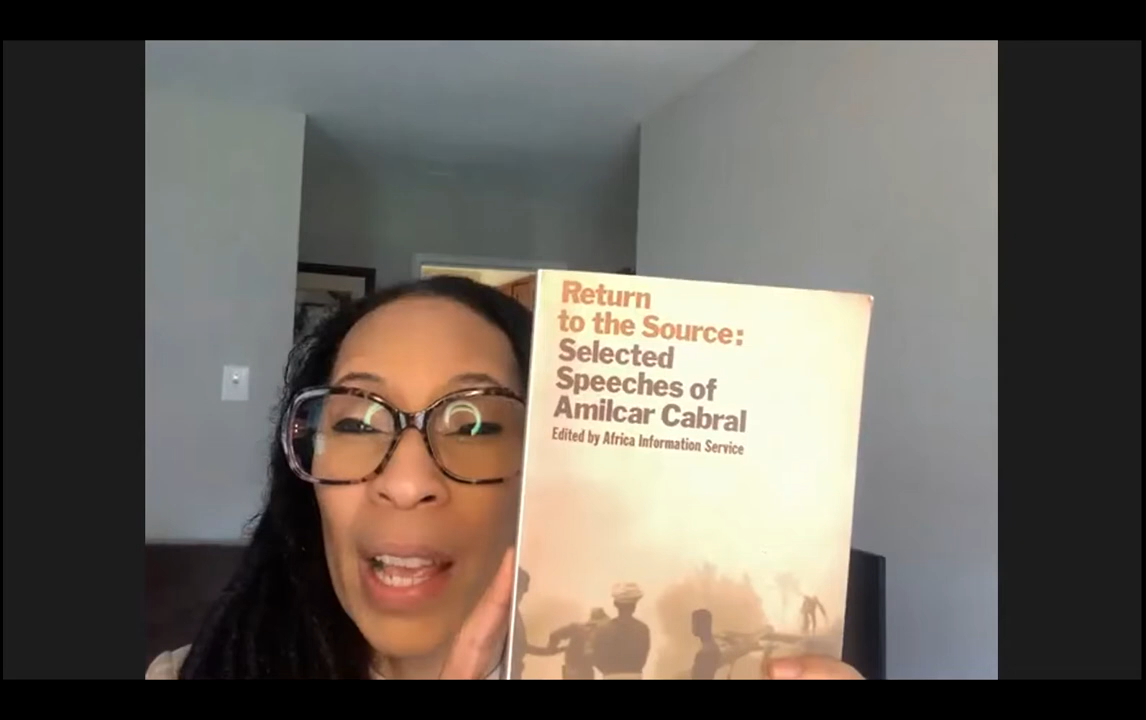 Return
to the Source:
Selected
Speeches of
Amilcar Cabral
Edited by Africa Information Service